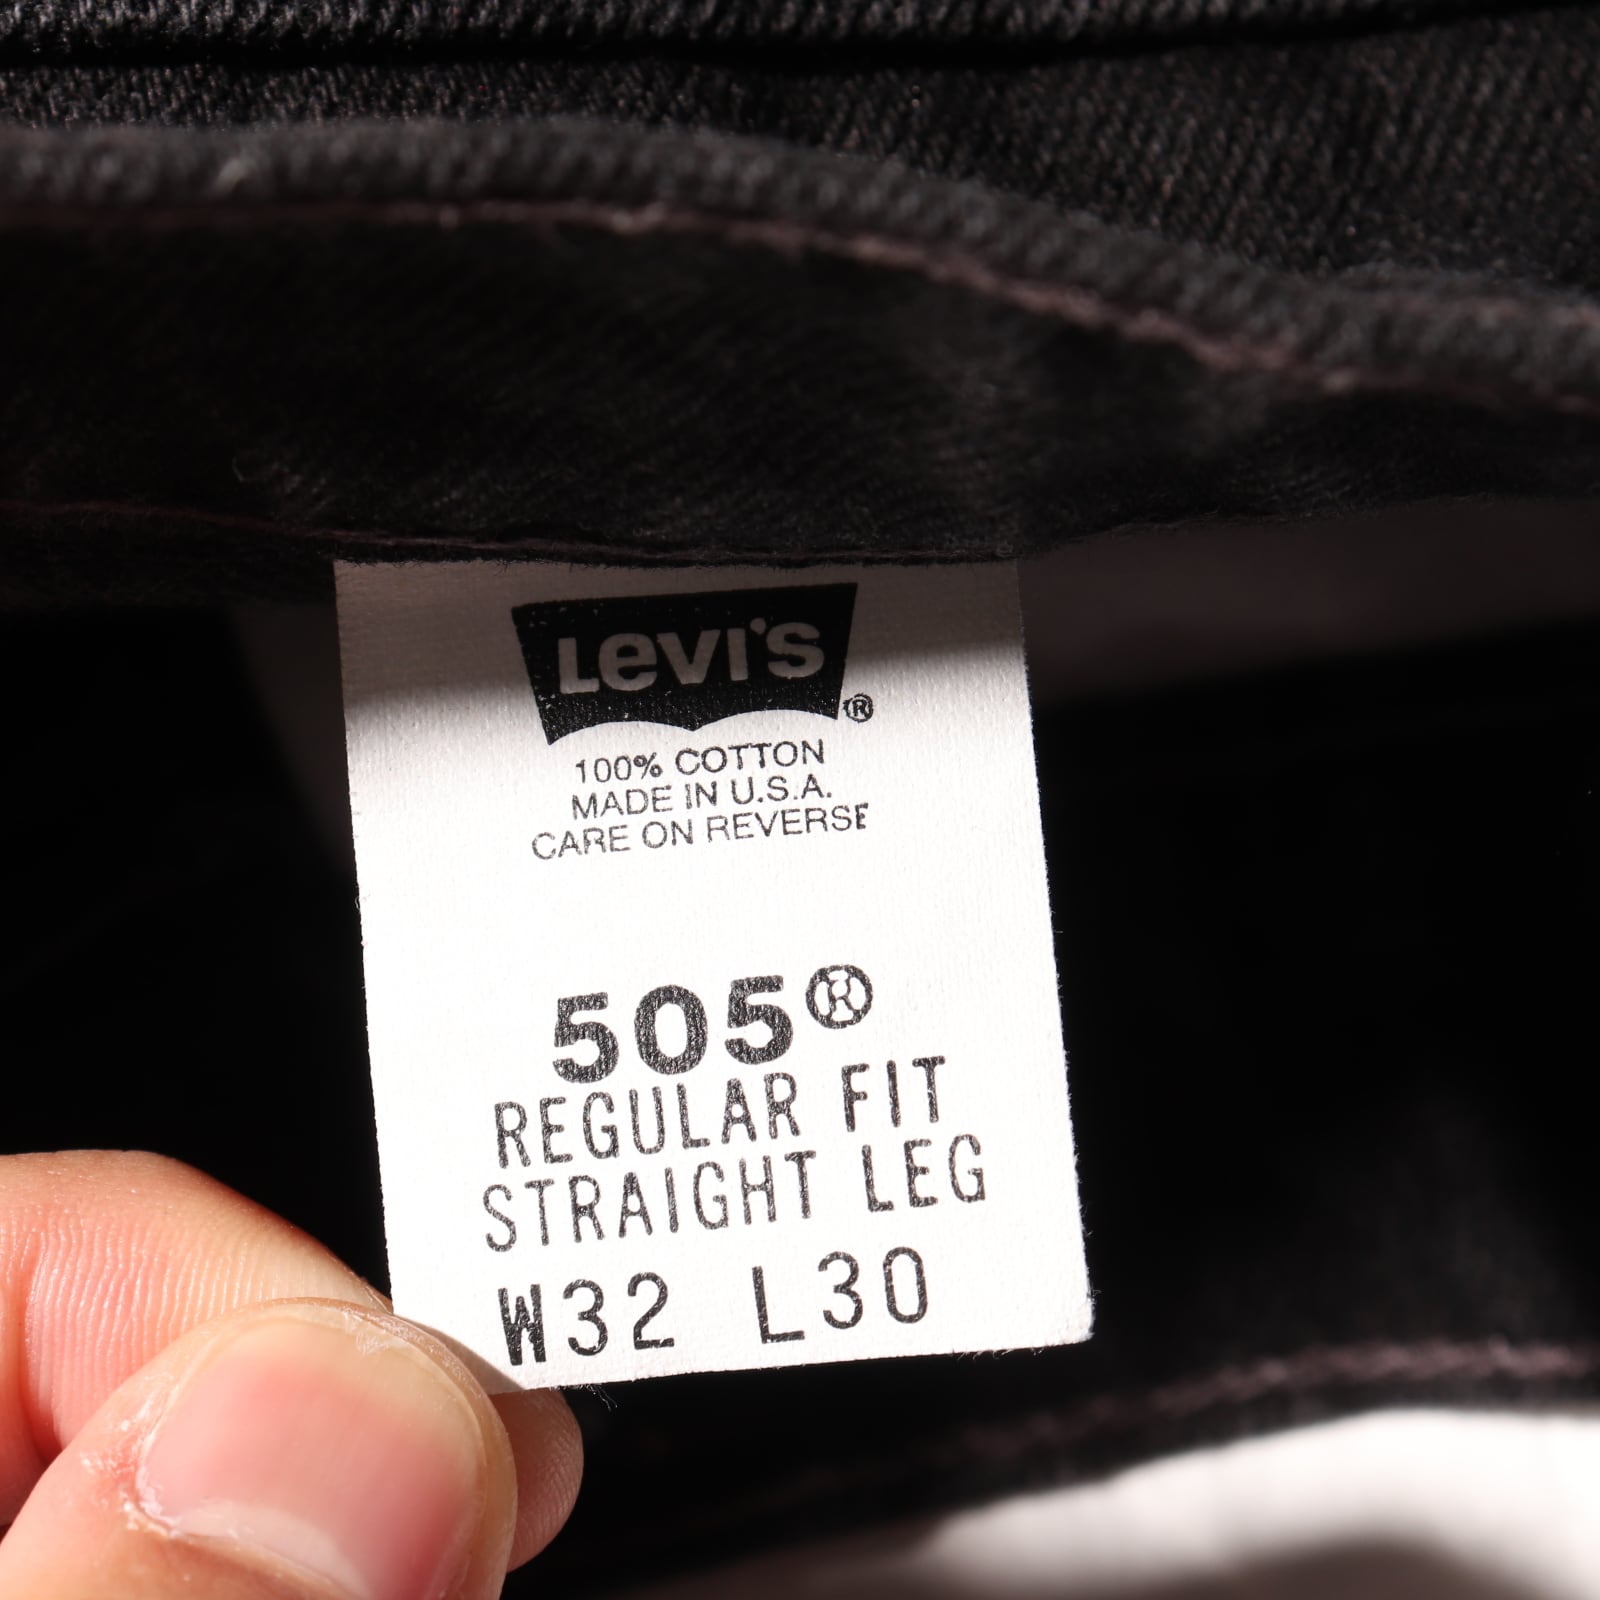 LEVI'S®
100% COTTON
MADE IN U.S.A.
CARE ON REVERSE
505®
REGULAR FIT
STRAIGHT LEG
W32 L30